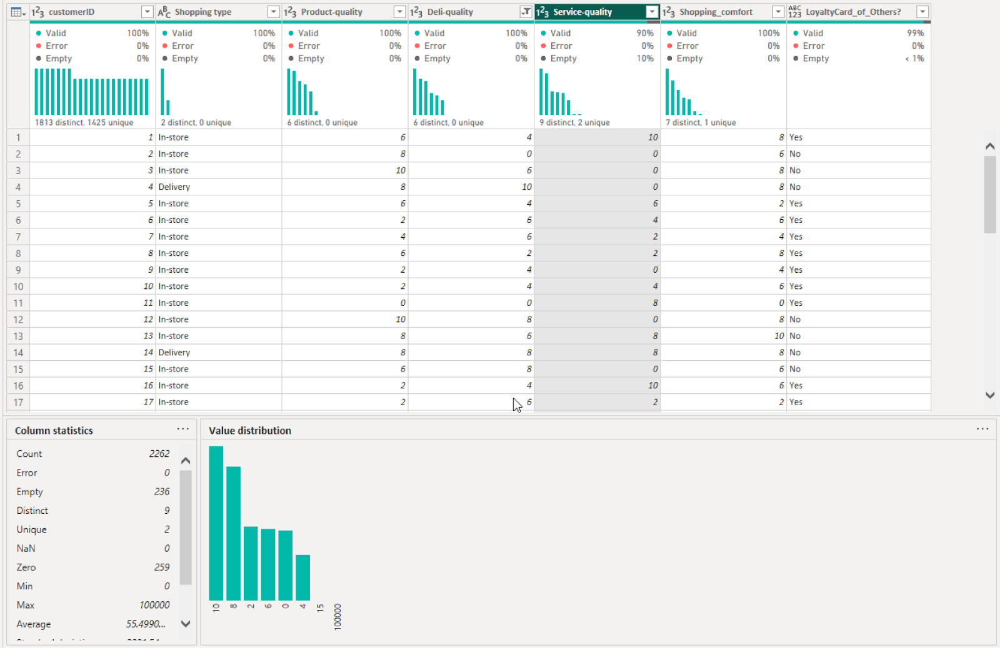 1²3 customerID ABC Shopping type 1²3 Product-quality 1²3 Deli-quality 1²3 Service-quality 1²3 Shopping_comfort ABC 123 LoyaltyCard_of_Others?
Valid 100% Valid 100% Valid 100% Valid 100% Valid 90% Valid 100% Valid 99%
Error 0% Error 0% Error 0% Error 0% Error 0% Error 0% Error 0%
Empty 0% Empty 0% Empty 0% Empty 0% Empty 10% Empty 0% Empty < 1%
1813 distinct, 1425 unique 2 distinct, 0 unique 6 distinct, 0 unique 6 distinct, 0 unique 9 distinct, 2 unique 7 distinct, 1 unique
1 1 In-store 6 4 10 8 Yes
2 2 In-store 8 0 0 6 No
3 3 In-store 10 6 0 8 No
4 4 Delivery 8 10 0 8 No
5 5 In-store 6 4 6 2 Yes
6 6 In-store 2 6 4 6 Yes
7 7 In-store 4 6 2 4 Yes
8 8 In-store 6 2 2 8 Yes
9 9 In-store 2 4 0 4 Yes
10 10 In-store 2 4 4 6 Yes
11 11 In-store 0 0 8 0 Yes
12 12 In-store 10 8 0 8 No
13 13 In-store 8 6 8 10 No
14 14 Delivery 8 8 8 8 No
15 15 In-store 6 8 0 6 No
16 16 In-store 2 4 10 6 Yes
17 17 In-store 2 6 2 2 Yes
Column statistics ...
Count 2262
Error 0
Empty 236
Distinct 9
Unique 2
NaN 0
Zero 259
Min 0
Max 100000
Average 55.4990...
Value distribution ...
10 8 2 6 0 4 15 100000